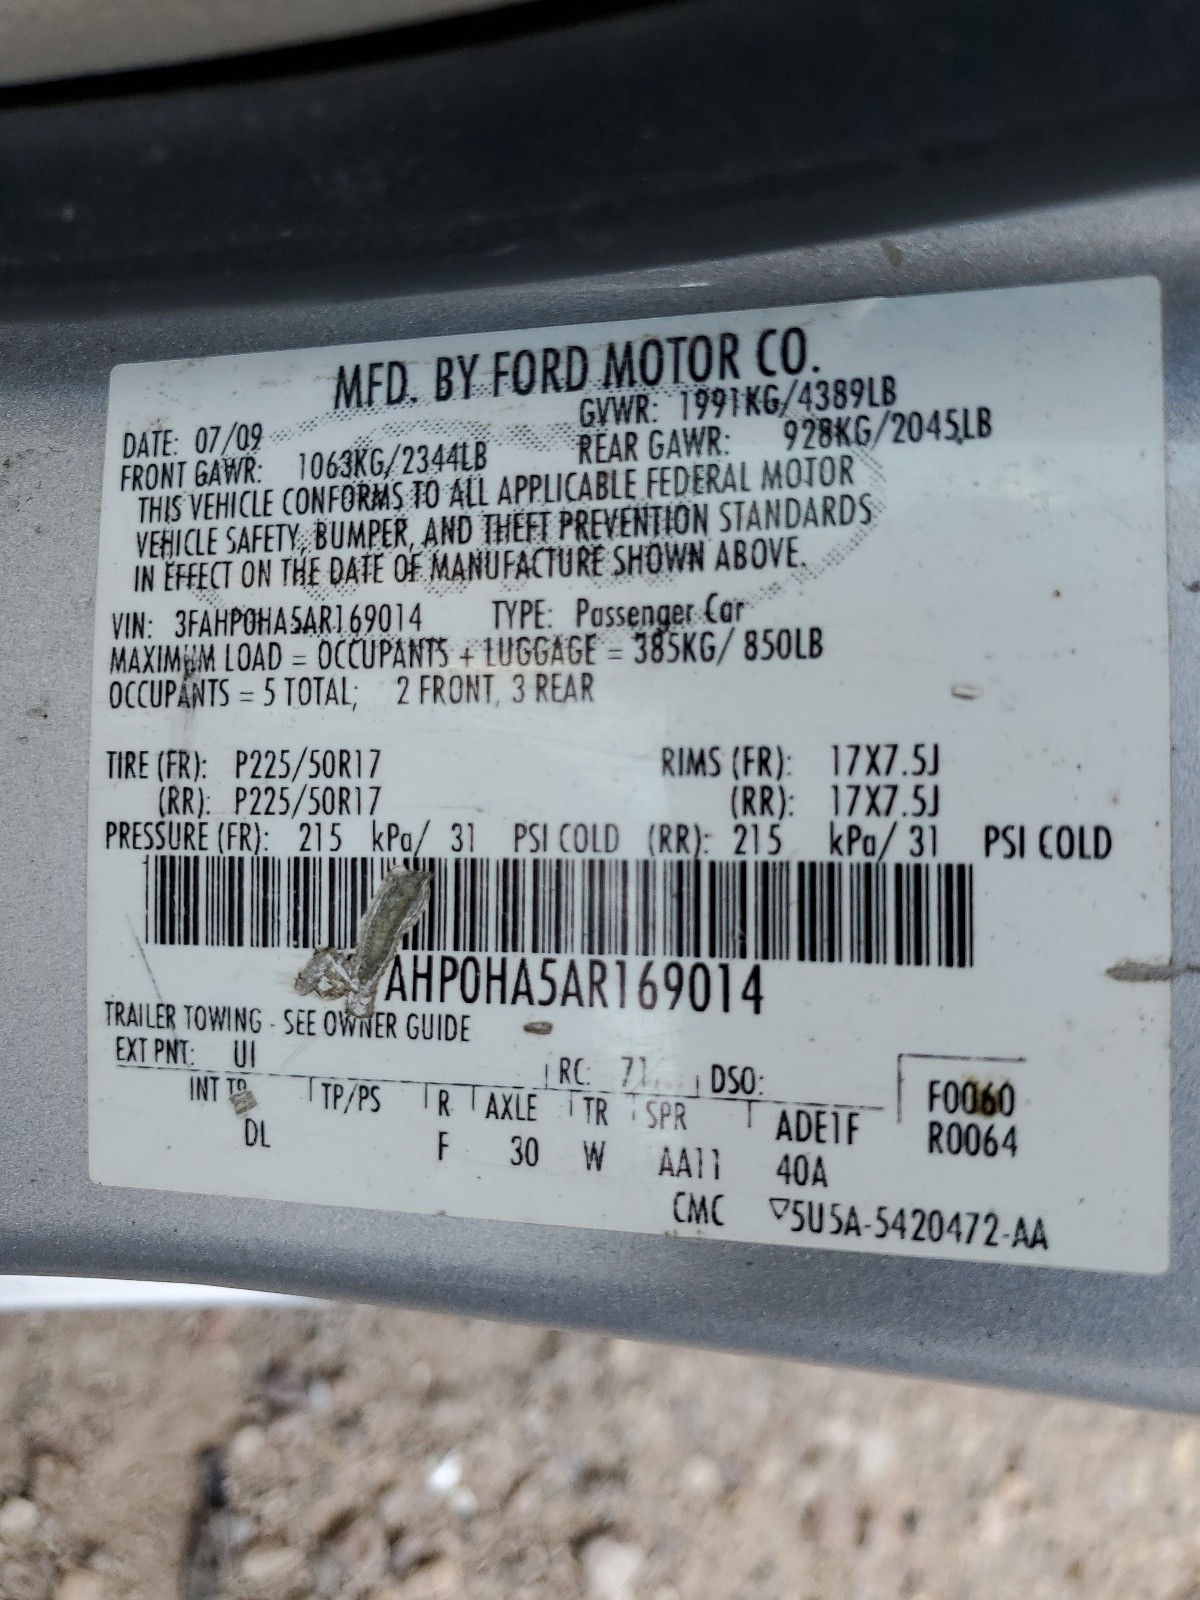 MFD. BY FORD MOTOR CO.
DATE: 07/09 GVWR: 1991KG/4389LB
FRONT GAWR: 1063KG/2344LB REAR GAWR: 928KG/2045LB
THIS VEHICLE CONFORMS TO ALL APPLICABLE FEDERAL MOTOR
VEHICLE SAFETY, BUMPER, AND THEFT PREVENTION STANDARDS
IN EFFECT ON THE DATE OF MANUFACTURE SHOWN ABOVE.
VIN: 3FAHP0HA5AR169014 TYPE: Passenger Car
MAXIMUM LOAD = OCCUPANTS + LUGGAGE = 385KG/ 850LB
OCCUPANTS = 5 TOTAL; 2 FRONT, 3 REAR
TIRE (FR): P225/50R17 RIMS (FR): 17X7.5J
(RR): P225/50R17 (RR): 17X7.5J
PRESSURE (FR): 215 kPa/ 31 PSI COLD (RR): 215 kPa/ 31 PSI COLD
AHP0HA5AR169014
TRAILER TOWING - SEE OWNER GUIDE
EXT PNT: UI RC: 71 DSO:
INT TR TP/PS R AXLE TR SPR ADE1F F0060
DL F 30 W AA11 40A R0064
CMC ▽5U5A-5420472-AA